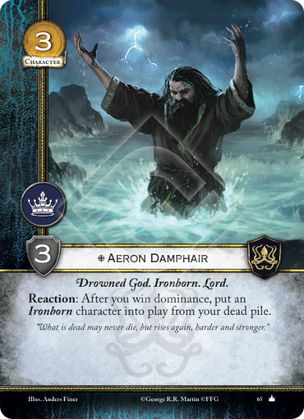 3
CHARACTER
3
AERON DAMPHAIR
Drowned God. Ironborn. Lord.
Reaction: After you win dominance, put an
Ironborn character into play from your dead pile.
"What is dead may never die, but rises again, harder and stronger."
Illus. Anders Finer
©George R.R. Martin ©FFG
65